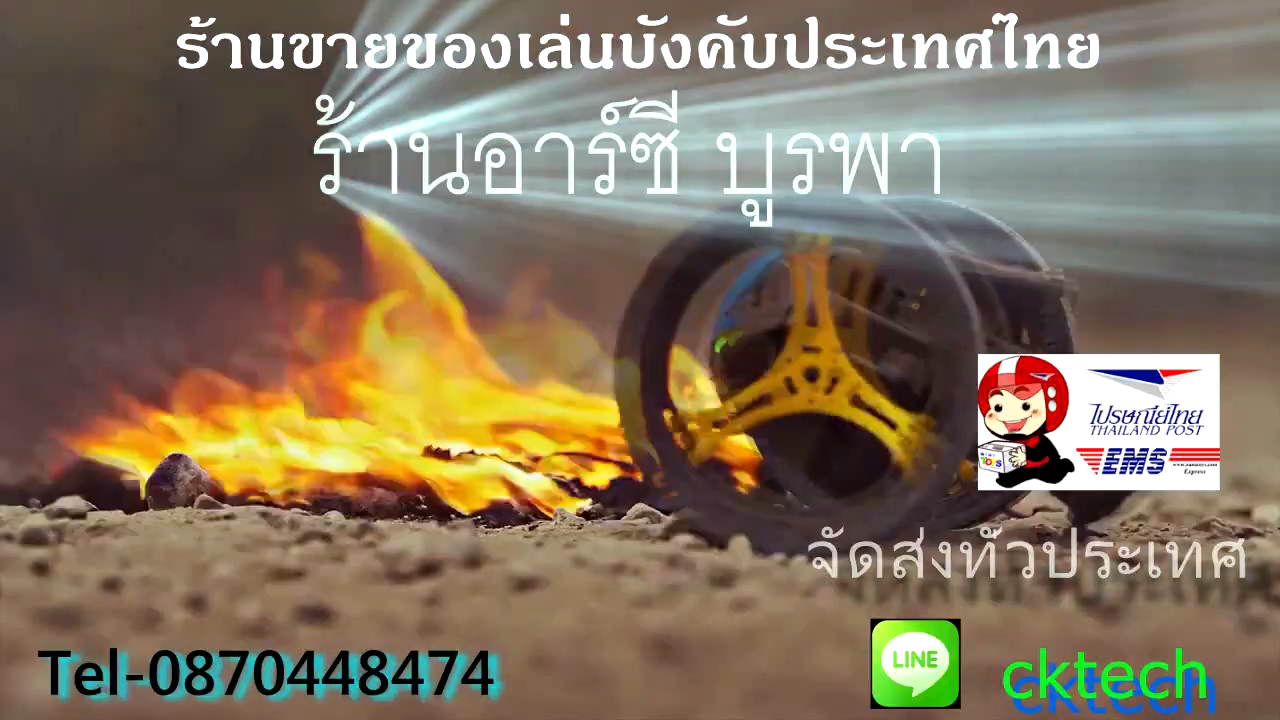 ร้านขายของเล่นบังคับประเทศไทย
ร้านอาร์ซี บูรพา
ไปรษณีย์ไทย
THAILAND POST
EMS
Express
จัดส่งทั่วประเทศ
LINE
Tel-0870448474
cktech